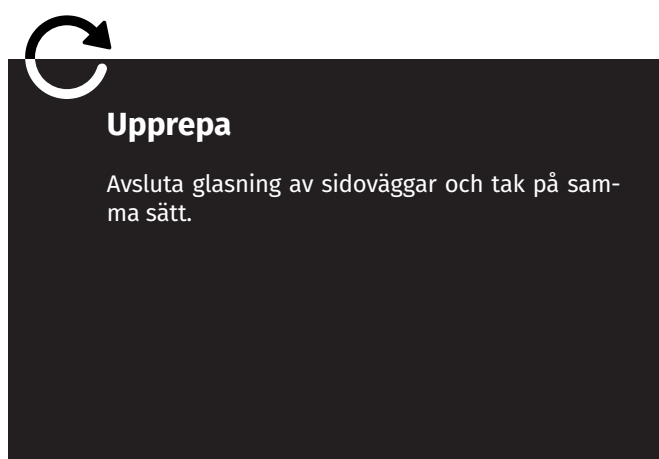 Upprepa
Avsluta glasning av sidoväggar och tak på sam-
ma sätt.